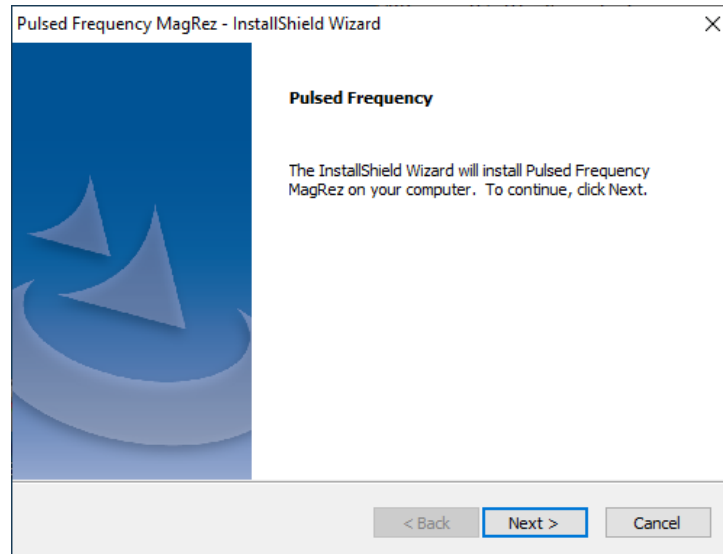 Pulsed Frequency MagRez - InstallShield Wizard
Pulsed Frequency
The InstallShield Wizard will install Pulsed Frequency
MagRez on your computer.  To continue, click Next.
< Back
Next >
Cancel